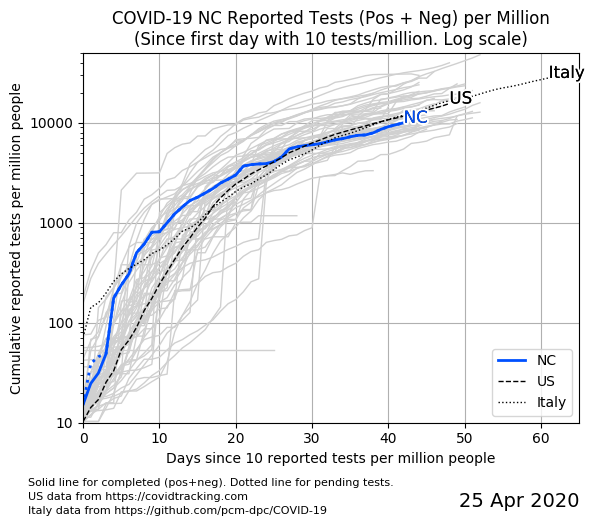 COVID-19 NC Reported Tests (Pos + Neg) per Million
(Since first day with 10 tests/million. Log scale)
Cumulative reported tests per million people
10000
1000
100
10
Italy
US
NC
NC
US
Italy
0 10 20 30 40 50 60
Days since 10 reported tests per million people
Solid line for completed (pos+neg). Dotted line for pending tests.
US data from https://covidtracking.com
Italy data from https://github.com/pcm-dpc/COVID-19
25 Apr 2020